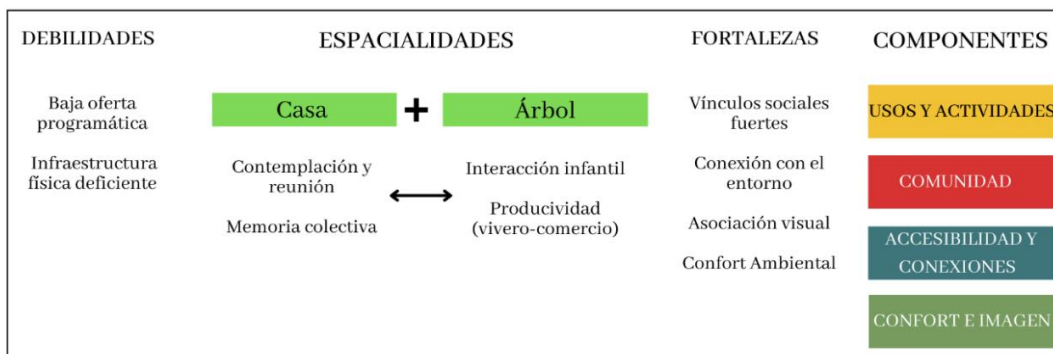 DEBILIDADES
Baja oferta
programática
Infraestructura
física deficiente
ESPACIALIDADES
Casa
+
Árbol
Contemplación y
reunión
Memoria colectiva
Interacción infantil
Producividad
(vivero-comercio)
FORTALEZAS
Vínculos sociales
fuertes
Conexión con el
entorno
Asociación visual
Confort Ambiental
COMPONENTES
USOS Y ACTIVIDADES
COMUNIDAD
ACCESIBILIDAD Y
CONEXIONES
CONFORT E IMAGEN